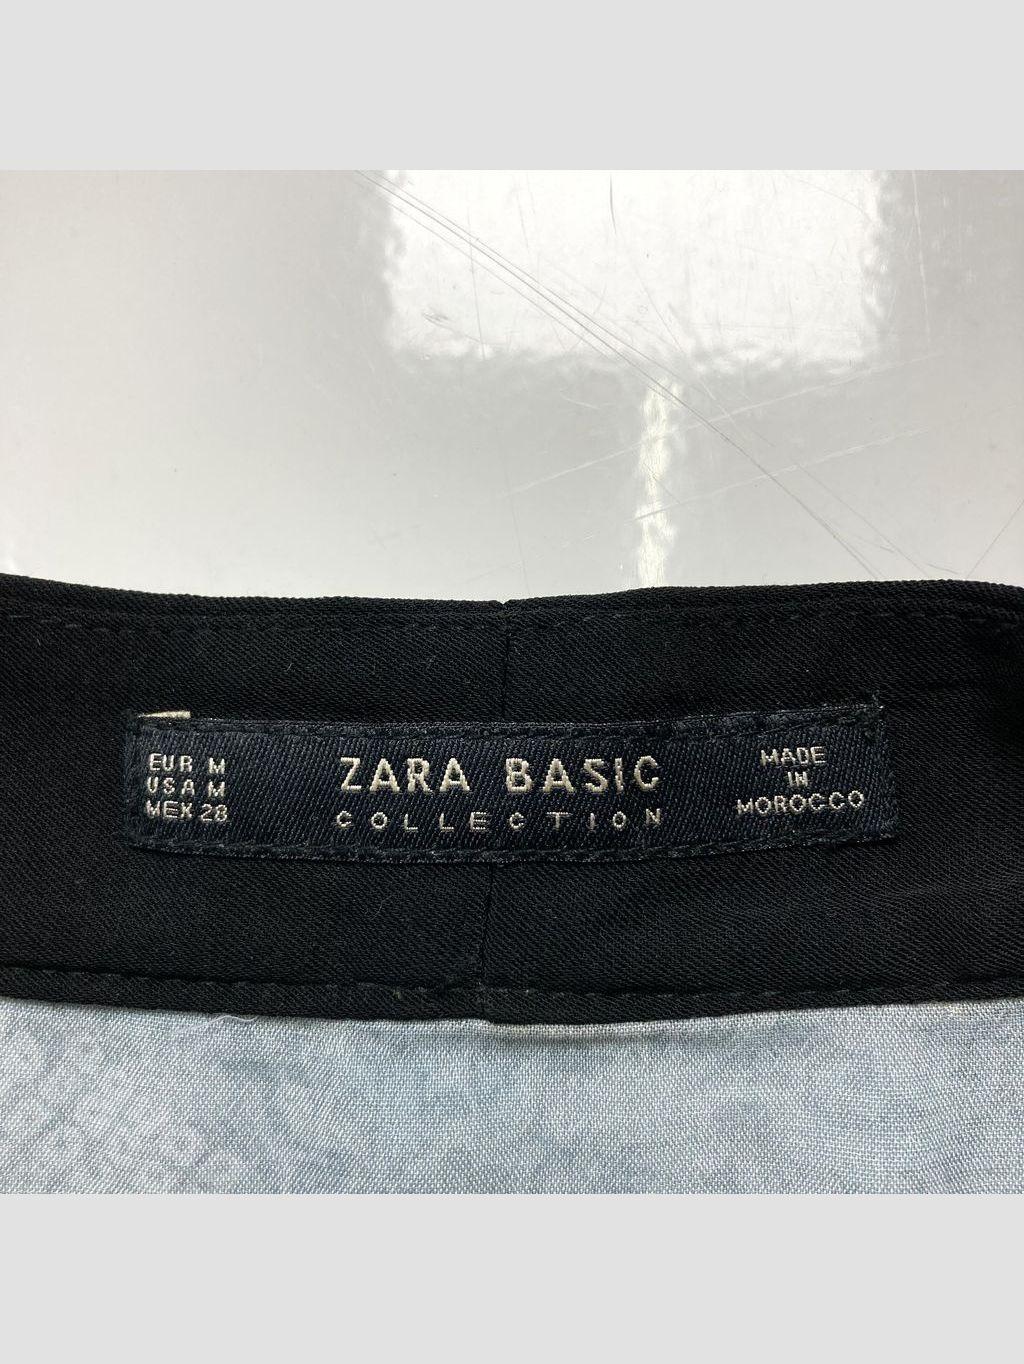 EUR M
USA M
MEX 28
ZARA BASIC
COLLECTION
MADE
IN
MOROCCO